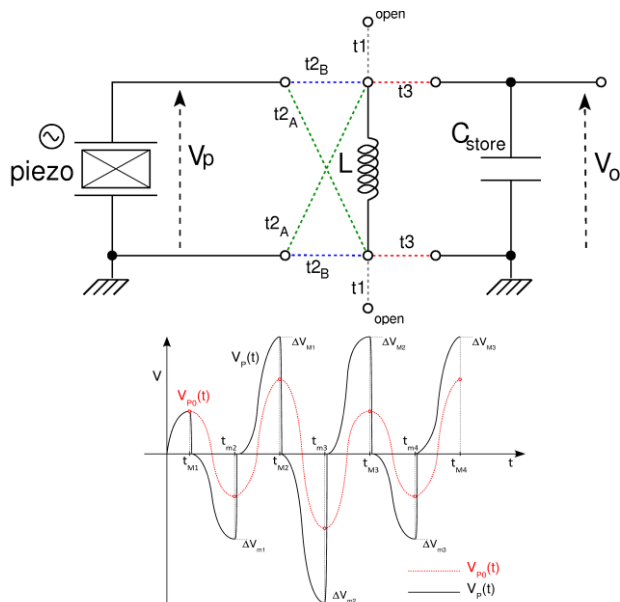 open
t1
t2B
t3
t2A
piezo
Vp
L
Cstore
Vo
t2A
t2B
t3
t1
open
ΔVM1
ΔVM2
ΔVM3
VP(t)
V
VP0(t)
tm2
tm3
tm4
tM1
tM2
tM3
tM4
t
ΔVm1
ΔVm3
ΔVm2
VP0(t)
VP(t)